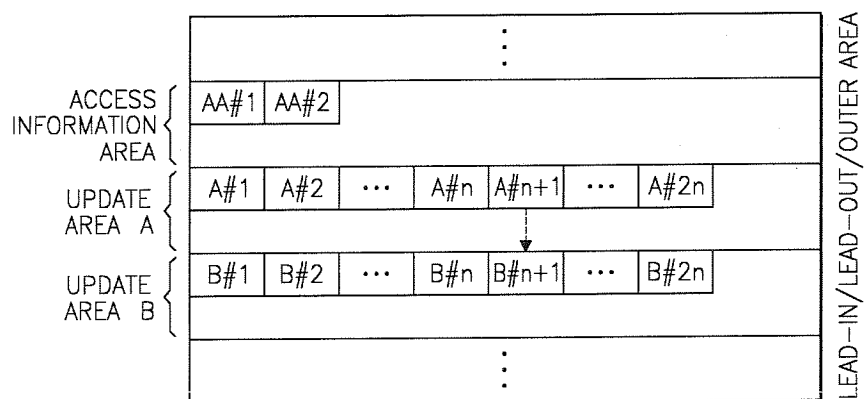 ⋮
ACCESS
INFORMATION
AREA
AA#1 AA#2
UPDATE
AREA A
A#1 A#2 ⋯ A#n A#n+1 ⋯ A#2n
UPDATE
AREA B
B#1 B#2 ⋯ B#n B#n+1 ⋯ B#2n
⋮
LEAD-IN/LEAD-OUT/OUTER AREA